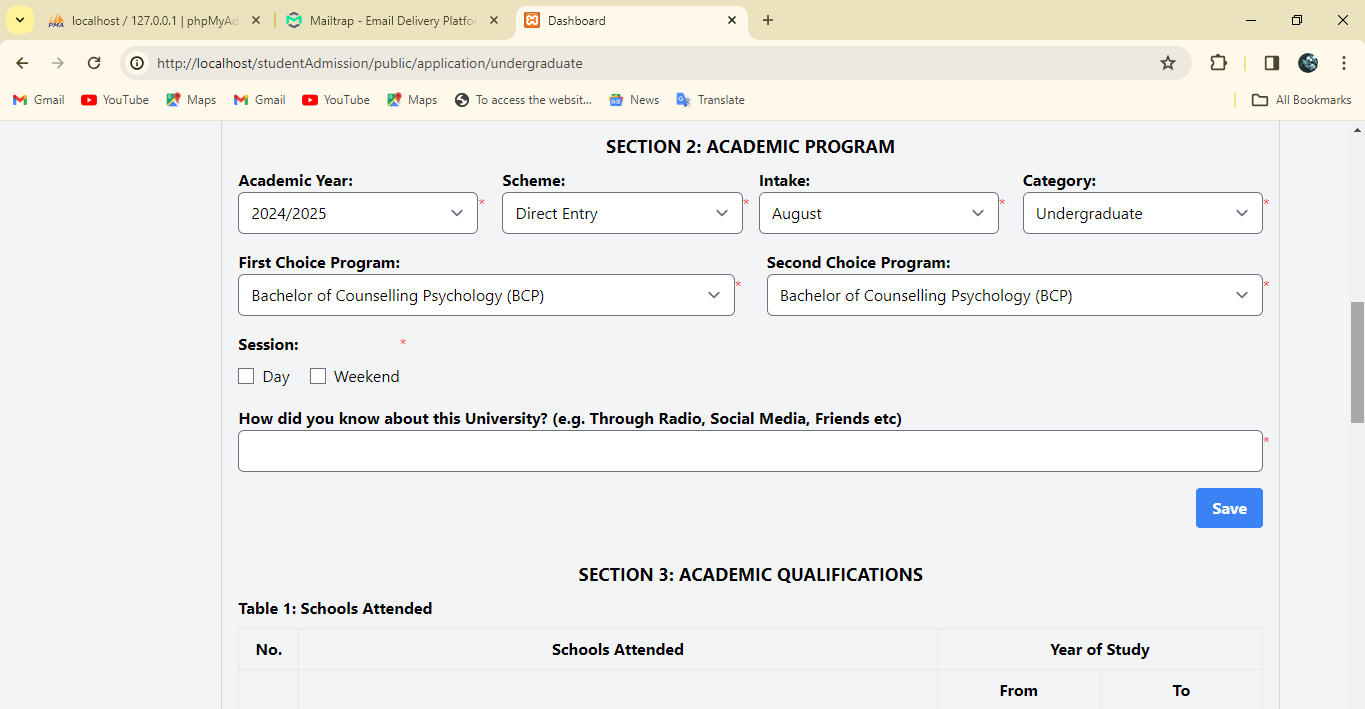 localhost / 127.0.0.1 | phpMyAd
Mailtrap - Email Delivery Platfo
Dashboard
http://localhost/studentAdmission/public/application/undergraduate
Gmail YouTube Maps Gmail YouTube Maps To access the websit... News Translate All Bookmarks
SECTION 2: ACADEMIC PROGRAM
Academic Year: Scheme: Intake: Category:
2024/2025 * Direct Entry * August * Undergraduate *
First Choice Program: Second Choice Program:
Bachelor of Counselling Psychology (BCP) * Bachelor of Counselling Psychology (BCP) *
Session: *
Day Weekend
How did you know about this University? (e.g. Through Radio, Social Media, Friends etc)
*
Save
SECTION 3: ACADEMIC QUALIFICATIONS
Table 1: Schools Attended
No. Schools Attended Year of Study
From To